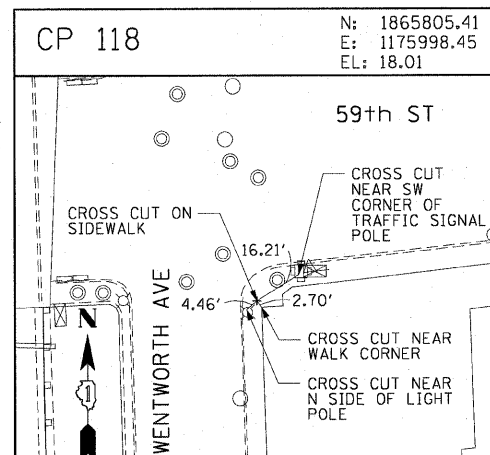 CP 118
N: 1865805.41
E: 1175998.45
EL: 18.01
59th ST
CROSS CUT
NEAR SW
CORNER OF
TRAFFIC SIGNAL
POLE
CROSS CUT ON
SIDEWALK
16.21'
4.46'
2.70'
WENTWORTH AVE
CROSS CUT NEAR
WALK CORNER
CROSS CUT NEAR
N SIDE OF LIGHT
POLE
N
1